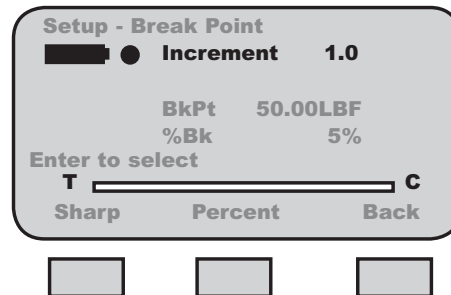 Setup - Break Point
Increment 1.0
BkPt 50.00LBF
%Bk 5%
Enter to select
T C
Sharp Percent Back